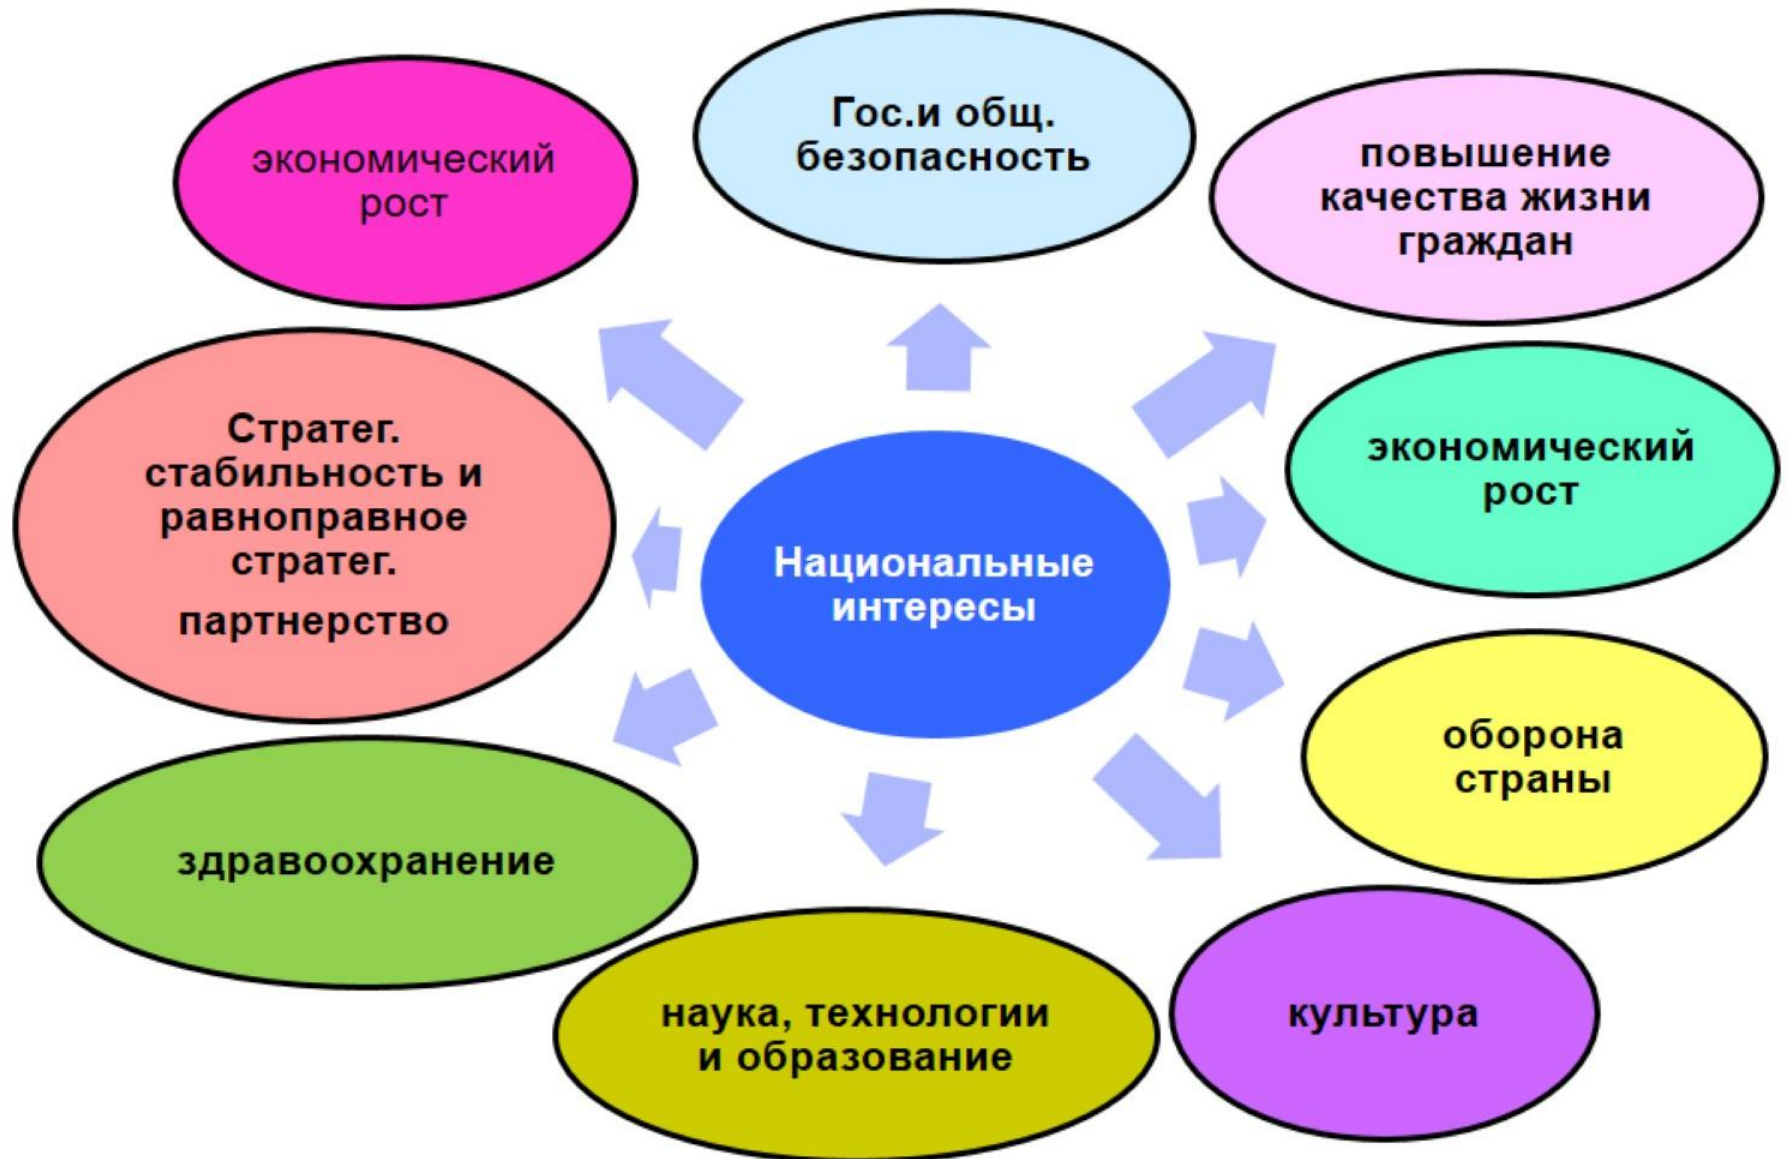 Гос.и общ.
безопасность
повышение
качества жизни
граждан
экономический
рост
оборона
страны
культура
наука, технологии
и образование
здравоохранение
Стратег.
стабильность и
равноправное
стратег.
партнерство
экономический
рост
Национальные
интересы